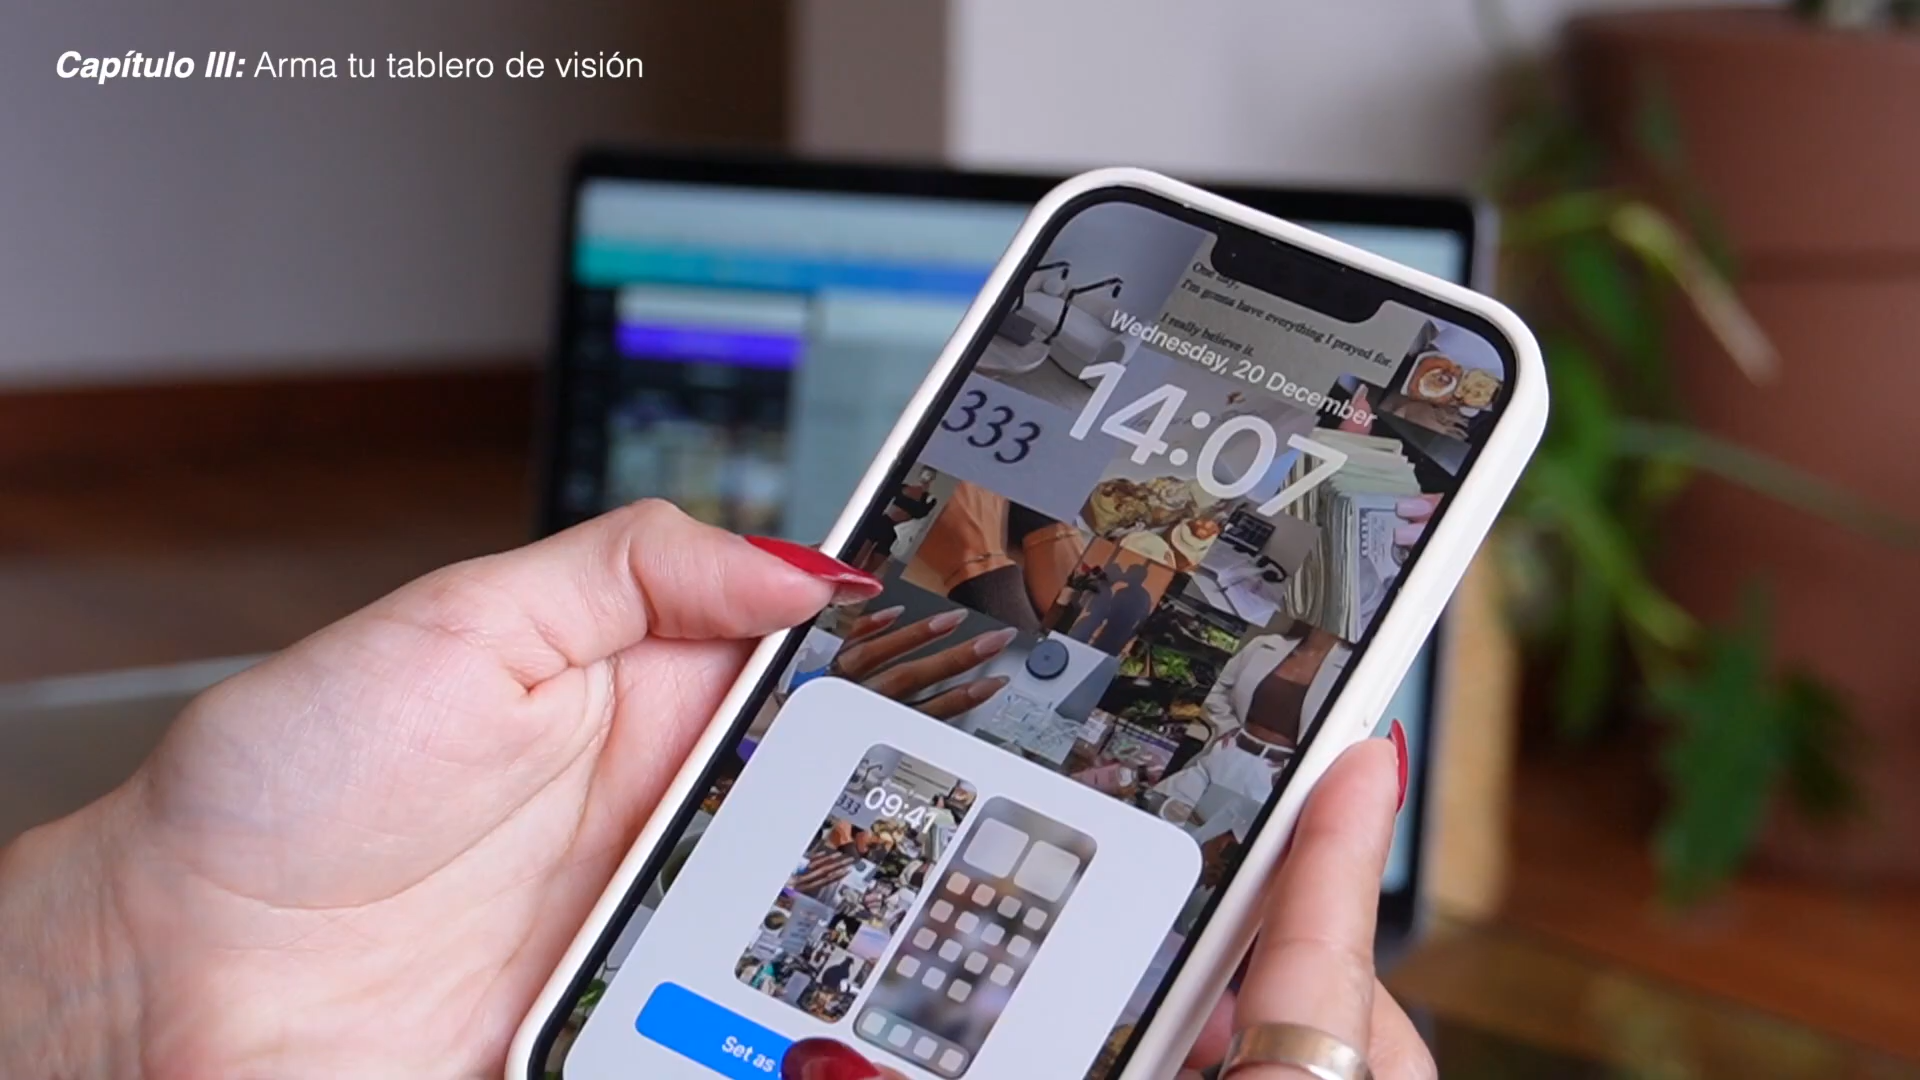 Capítulo III: Arma tu tablero de visión
One day,
I'm gonna have everything I prayed for.
I really believe it.
Wednesday, 20 December
14:07
333
333
09:41
Set as